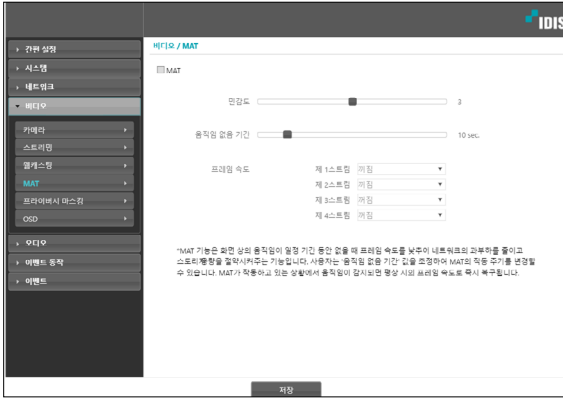 IDIS
간편 설정
시스템
네트워크
비디오
카메라
스트리밍
웹캐스팅
MAT
프라이버시 마스킹
OSD
오디오
이벤트 동작
이벤트
비디오 / MAT
MAT
민감도 3
움직임 없음 기간 10 sec.
프레임 속도 제 1스트림 꺼짐
제 2스트림 꺼짐
제 3스트림 꺼짐
제 4스트림 꺼짐
*MAT 기능은 화면 상의 움직임이 일정 기간 동안 없을 때 프레임 속도를 낮추어 네트워크의 과부하를 줄이고
스토리지용량을 절약시켜주는 기능입니다. 사용자는 '움직임 없음 기간' 값을 조정하여 MAT의 작동 주기를 변경할
수 있습니다. MAT가 작동하고 있는 상황에서 움직임이 감지되면 평상 시의 프레임 속도로 즉시 복구됩니다.
저장